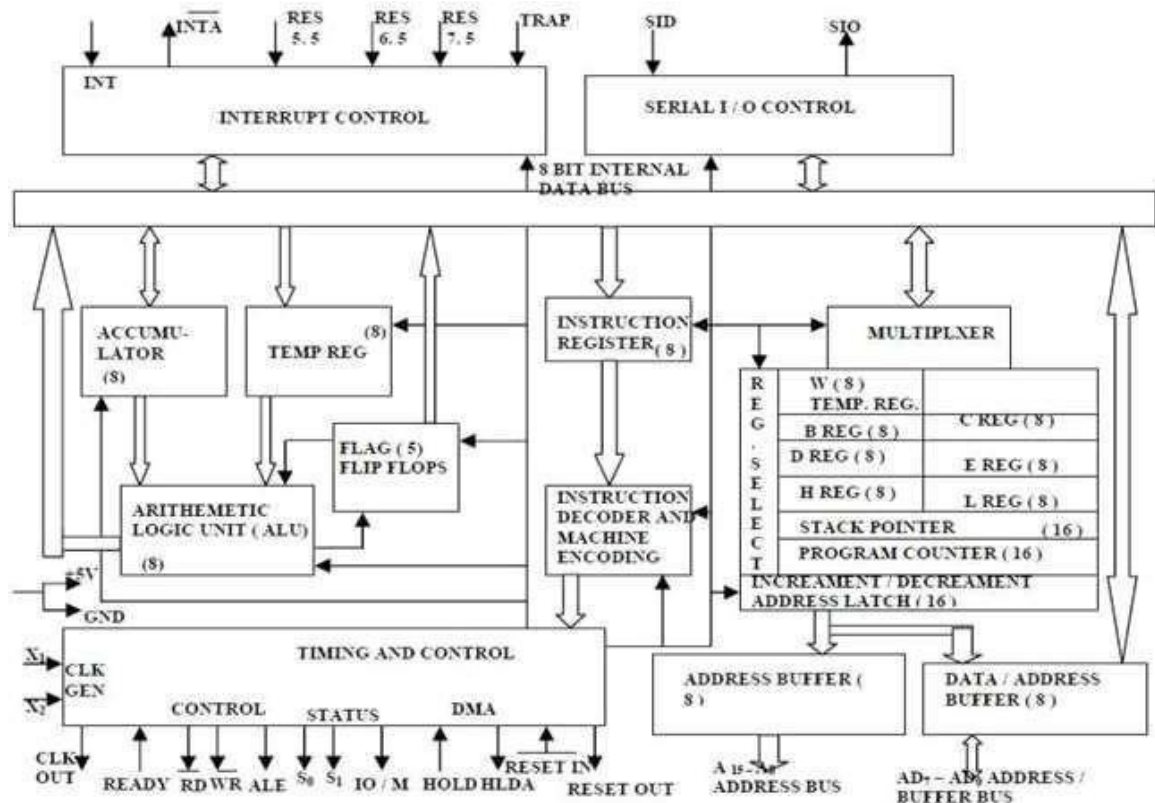 INTA
RES
5. 5
RES
6. 5
RES
7. 5
TRAP
SID
SIO
INT
INTERRUPT CONTROL
SERIAL I / O CONTROL
8 BIT INTERNAL
DATA BUS
ACCUMU-
LATOR
(8)
(8)
TEMP REG
INSTRUCTION
REGISTER
( 8 )
MULTIPLXER
REG. SELECT
W ( 8 )
TEMP. REG.
C REG ( 8 )
B REG ( 8 )
D REG ( 8 )
E REG ( 8 )
H REG ( 8 )
L REG ( 8 )
STACK POINTER ( 16 )
PROGRAM COUNTER ( 16 )
INCREAMENT / DECREAMENT
ADDRESS LATCH ( 16 )
FLAG ( 5 )
FLIP FLOPS
ARITHEMETIC
LOGIC UNIT ( ALU)
(8)
INSTRUCTION
DECODER AND
MACHINE
ENCODING
+5V
GND
X1
X2
CLK
GEN
TIMING AND CONTROL
CONTROL
STATUS
DMA
ADDRESS BUFFER (
8 )
DATA / ADDRESS
BUFFER ( 8 )
CLK
OUT
READY
RD
WR
ALE
S0
S1
IO / M
HOLD
HLDA
RESET IN
RESET OUT
A 15 – A8
ADDRESS BUS
AD7 – AD0 ADDRESS /
BUFFER BUS